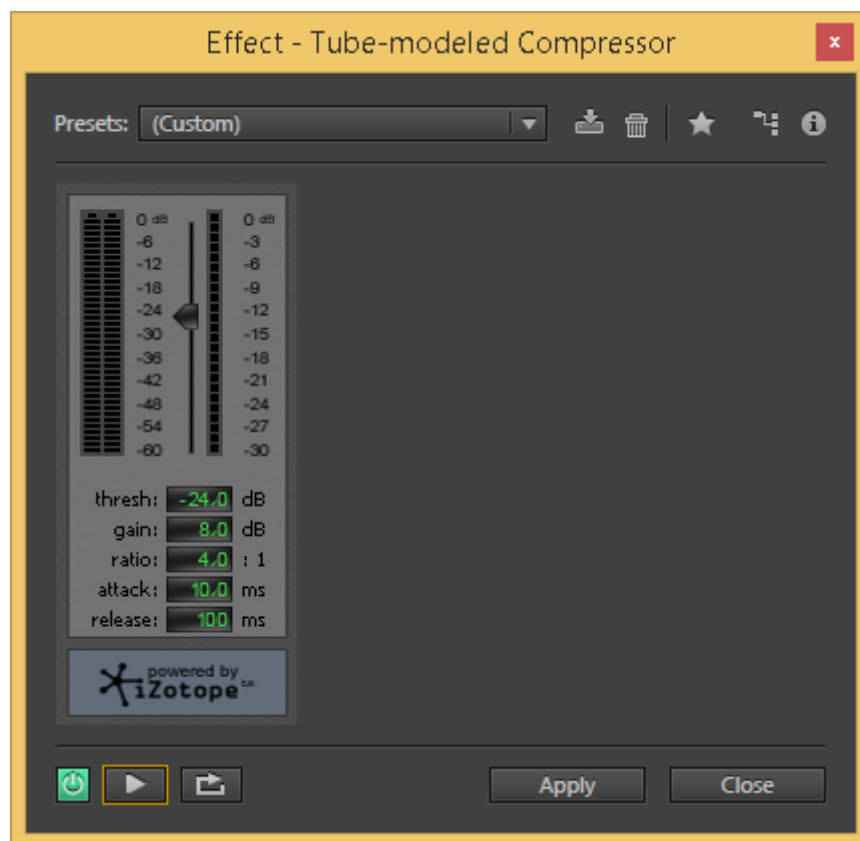 Effect - Tube-modeled Compressor
x
Presets: (Custom)
0 dB 0 dB
-6 -3
-12 -6
-18 -9
-24 -12
-30 -15
-36 -18
-42 -21
-48 -24
-54 -27
-60 -30
thresh: -24.0 dB
gain: 8.0 dB
ratio: 4.0 : 1
attack: 10.0 ms
release: 100 ms
powered by
iZotope™
Apply Close